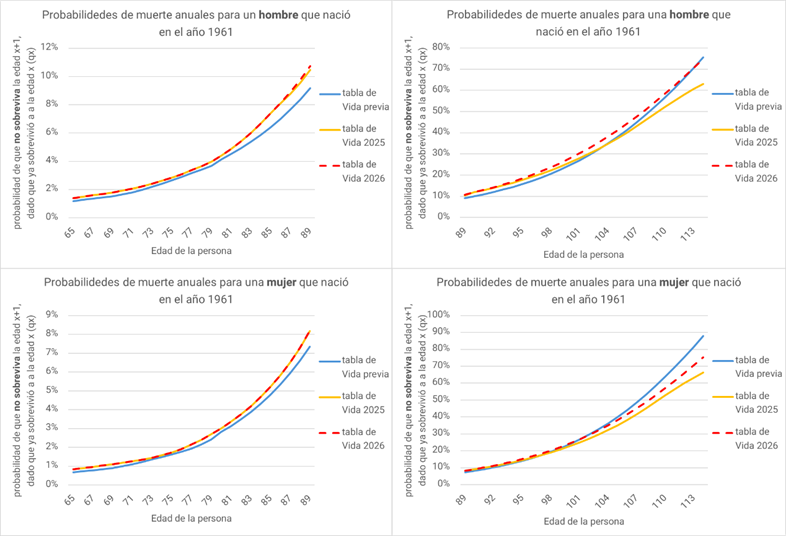 Probabilidedes de muerte anuales para un hombre que nació
en el año 1961
probabilidad de que no sobreviva la edad x+1,
dado que ya sobrevivió a a la edad x (qx)
12%
10%
8%
6%
4%
2%
0%
65 67 69 71 73 75 77 79 81 83 85 87 89
Edad de la persona
tabla de
Vida previa
tabla de
Vida 2025
tabla de
Vida 2026
Probabilidedes de muerte anuales para una hombre que
nació en el año 1961
probabilidad de que no sobreviva la edad x+1,
dado que ya sobrevivió a a la edad x (qx)
80%
70%
60%
50%
40%
30%
20%
10%
0%
89 92 95 98 101 104 107 110 113
Edad de la persona
tabla de
Vida previa
tabla de
Vida 2025
tabla de
Vida 2026
Probabilidedes de muerte anuales para una mujer que nació
en el año 1961
probabilidad de que no sobreviva la edad x+1,
dado que ya sobrevivió a a la edad x (qx)
9%
8%
7%
6%
5%
4%
3%
2%
1%
0%
65 67 69 71 73 75 77 79 81 83 85 87 89
Edad de la persona
tabla de
Vida previa
tabla de
Vida 2025
tabla de
Vida 2026
Probabilidedes de muerte anuales para una mujer que nació
en el año 1961
probabilidad de que no sobreviva la edad x+1,
dado que ya sobrevivió a a la edad x (qx)
100%
90%
80%
70%
60%
50%
40%
30%
20%
10%
0%
89 92 95 98 101 104 107 110 113
Edad de la persona
tabla de
Vida previa
tabla de
Vida 2025
tabla de
Vida 2026